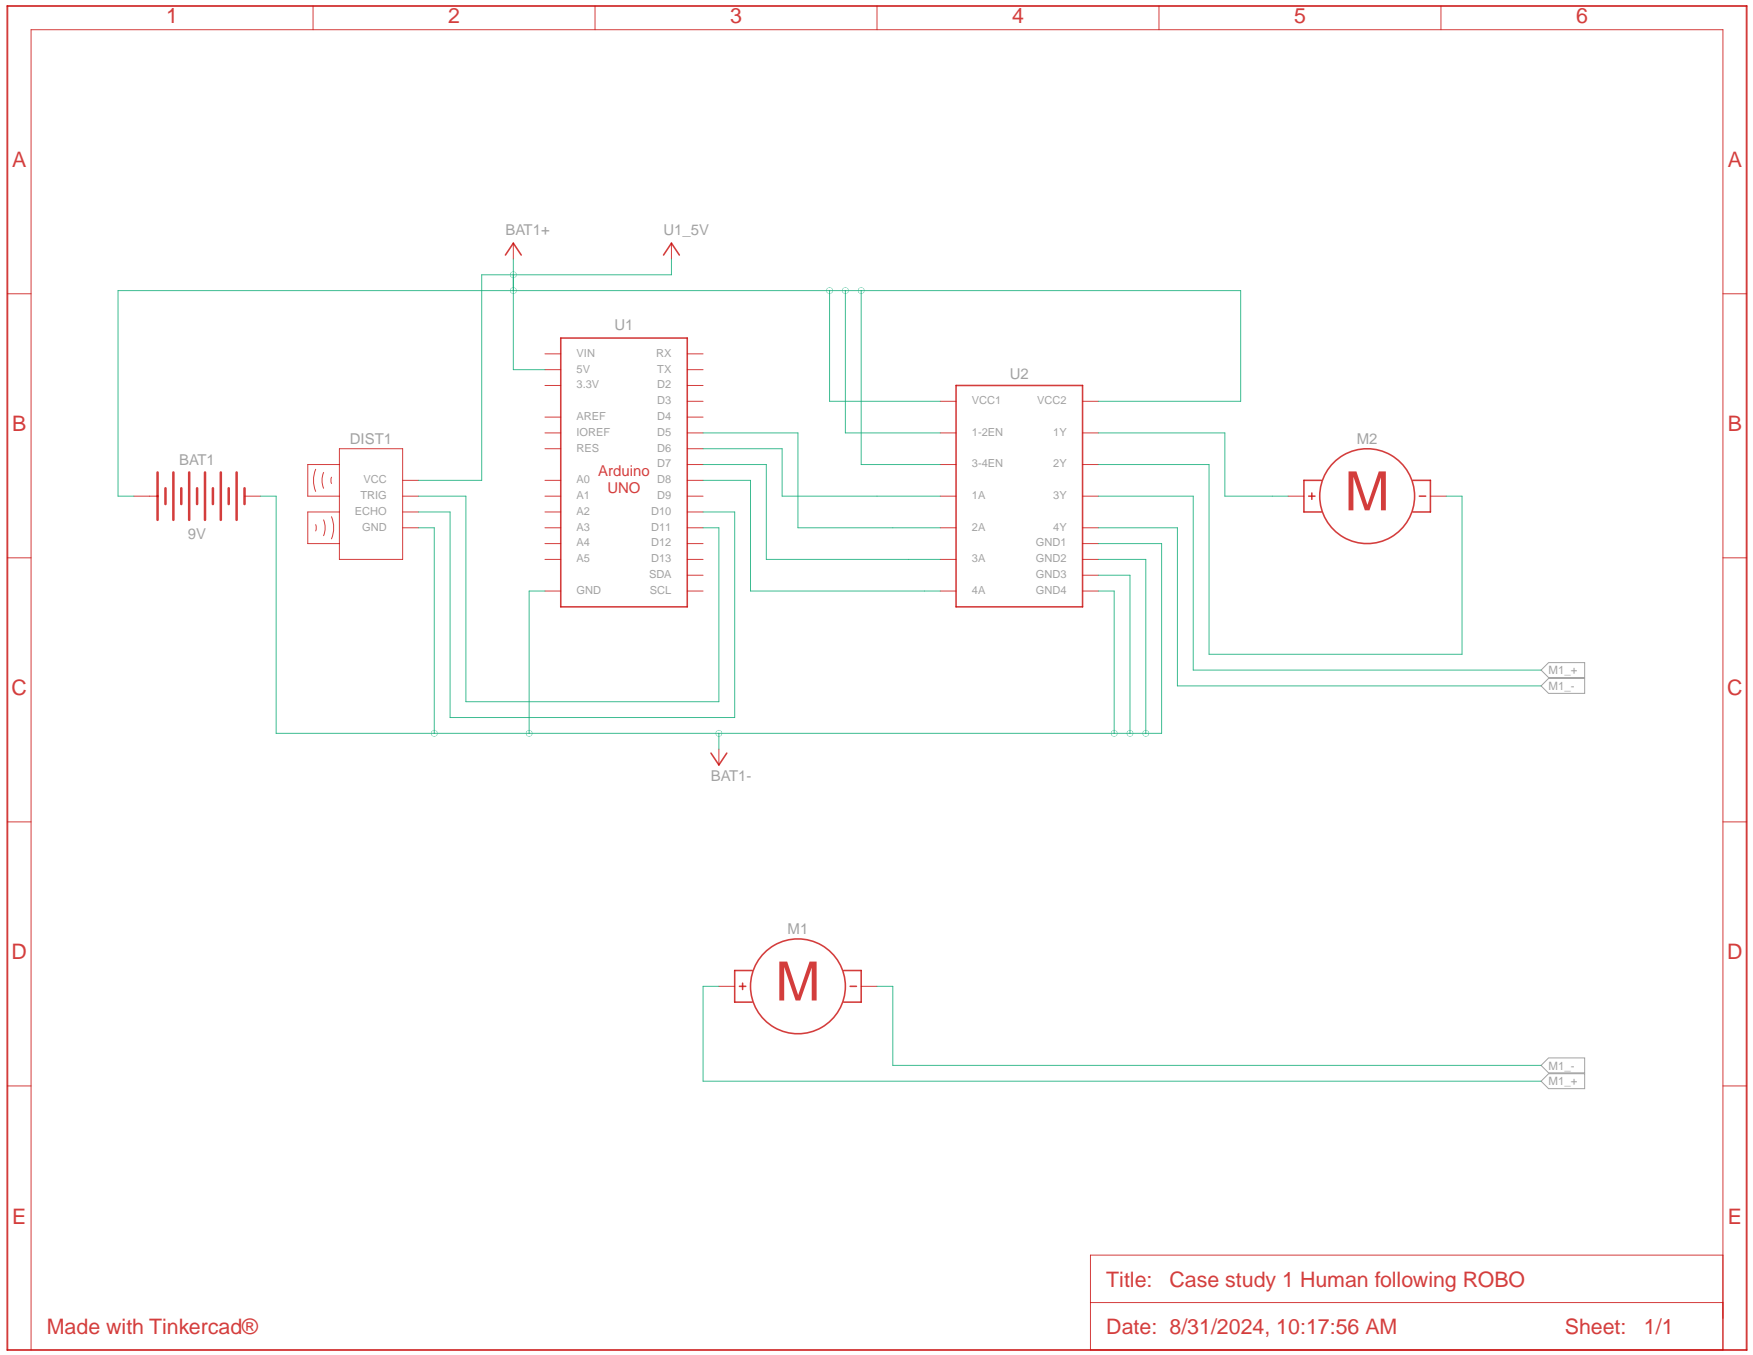 1 2 3 4 5 6
A A
BAT1+ U1_5V
B B
U1
VIN RX
5V TX
3.3V D2
D3
AREF D4
IOREF D5
RES D6
D7
A0 D8
A1 D9
A2 D10
A3 D11
A4 D12
A5 D13
SDA
GND SCL
Arduino
UNO
U2
VCC1 VCC2
1-2EN 1Y
3-4EN 2Y
1A 3Y
2A 4Y
GND1
3A GND2
GND3
4A GND4
DIST1
VCC
TRIG
ECHO
GND
BAT1
9V
M2
+ M -
C C
M1_+
M1_-
BAT1-
D D
M1
+ M -
M1_-
M1_+
E E
Title: Case study 1 Human following ROBO
Made with Tinkercad®
Date: 8/31/2024, 10:17:56 AM Sheet: 1/1